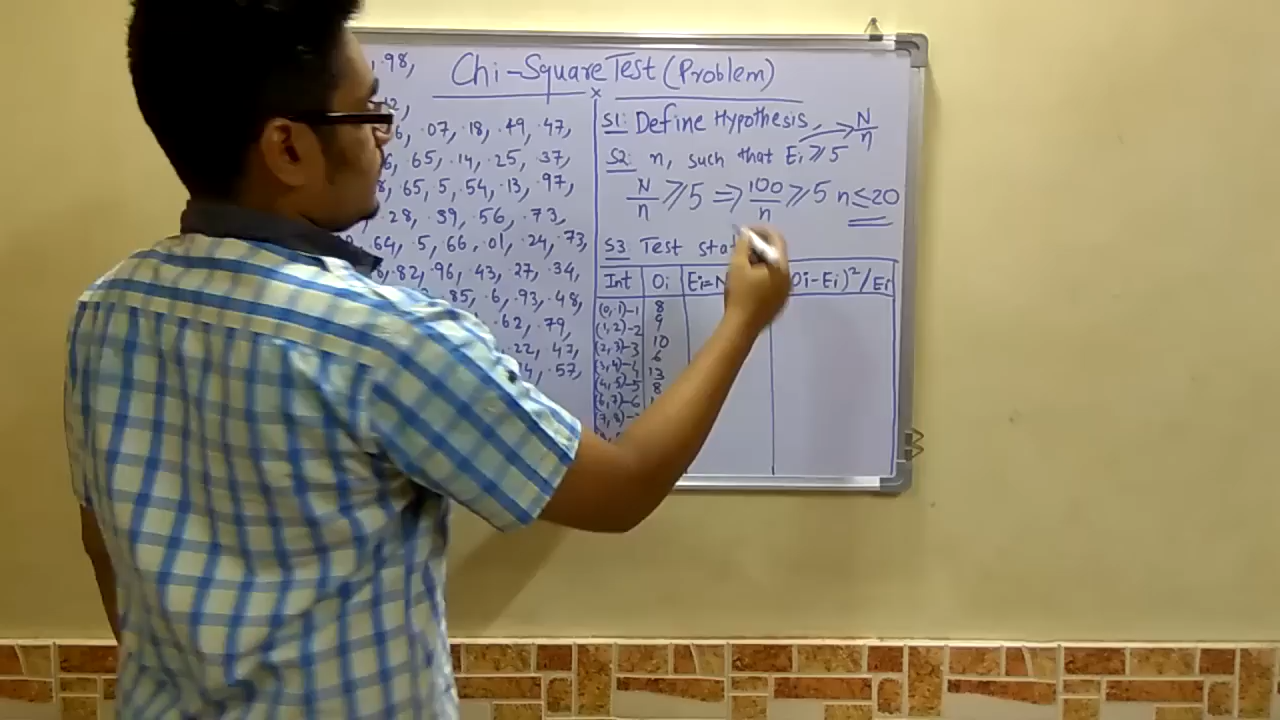 Chi-Square Test (Problem)
.98,
.07, .18, .49, .47,
65, .14, .25, .37,
.65, 5, .54, .13, .97,
.28, .39, .56, .73,
.64, .5, 66, .01, .24, .73,
.82, .96, .43, .27, .34,
.85, .6, .93, .48,
.62, .79,
.22, .47,
.57,
S1: Define Hypothesis.
N/n
S2: n, such that Ei ≥ 5
N/n ≥ 5 ⇒ 100/n ≥ 5 n ≤ 20
S3 Test
Int Oi Ei=N (Oi-Ei)²/Ei
(0, .1)-1 8
(.1, .2)-2 9
(.2, .3)-3 10
(.3, .4)-4 6
(.4, .5)-5 13
(.6, .7)-6 8
(.7, .8)